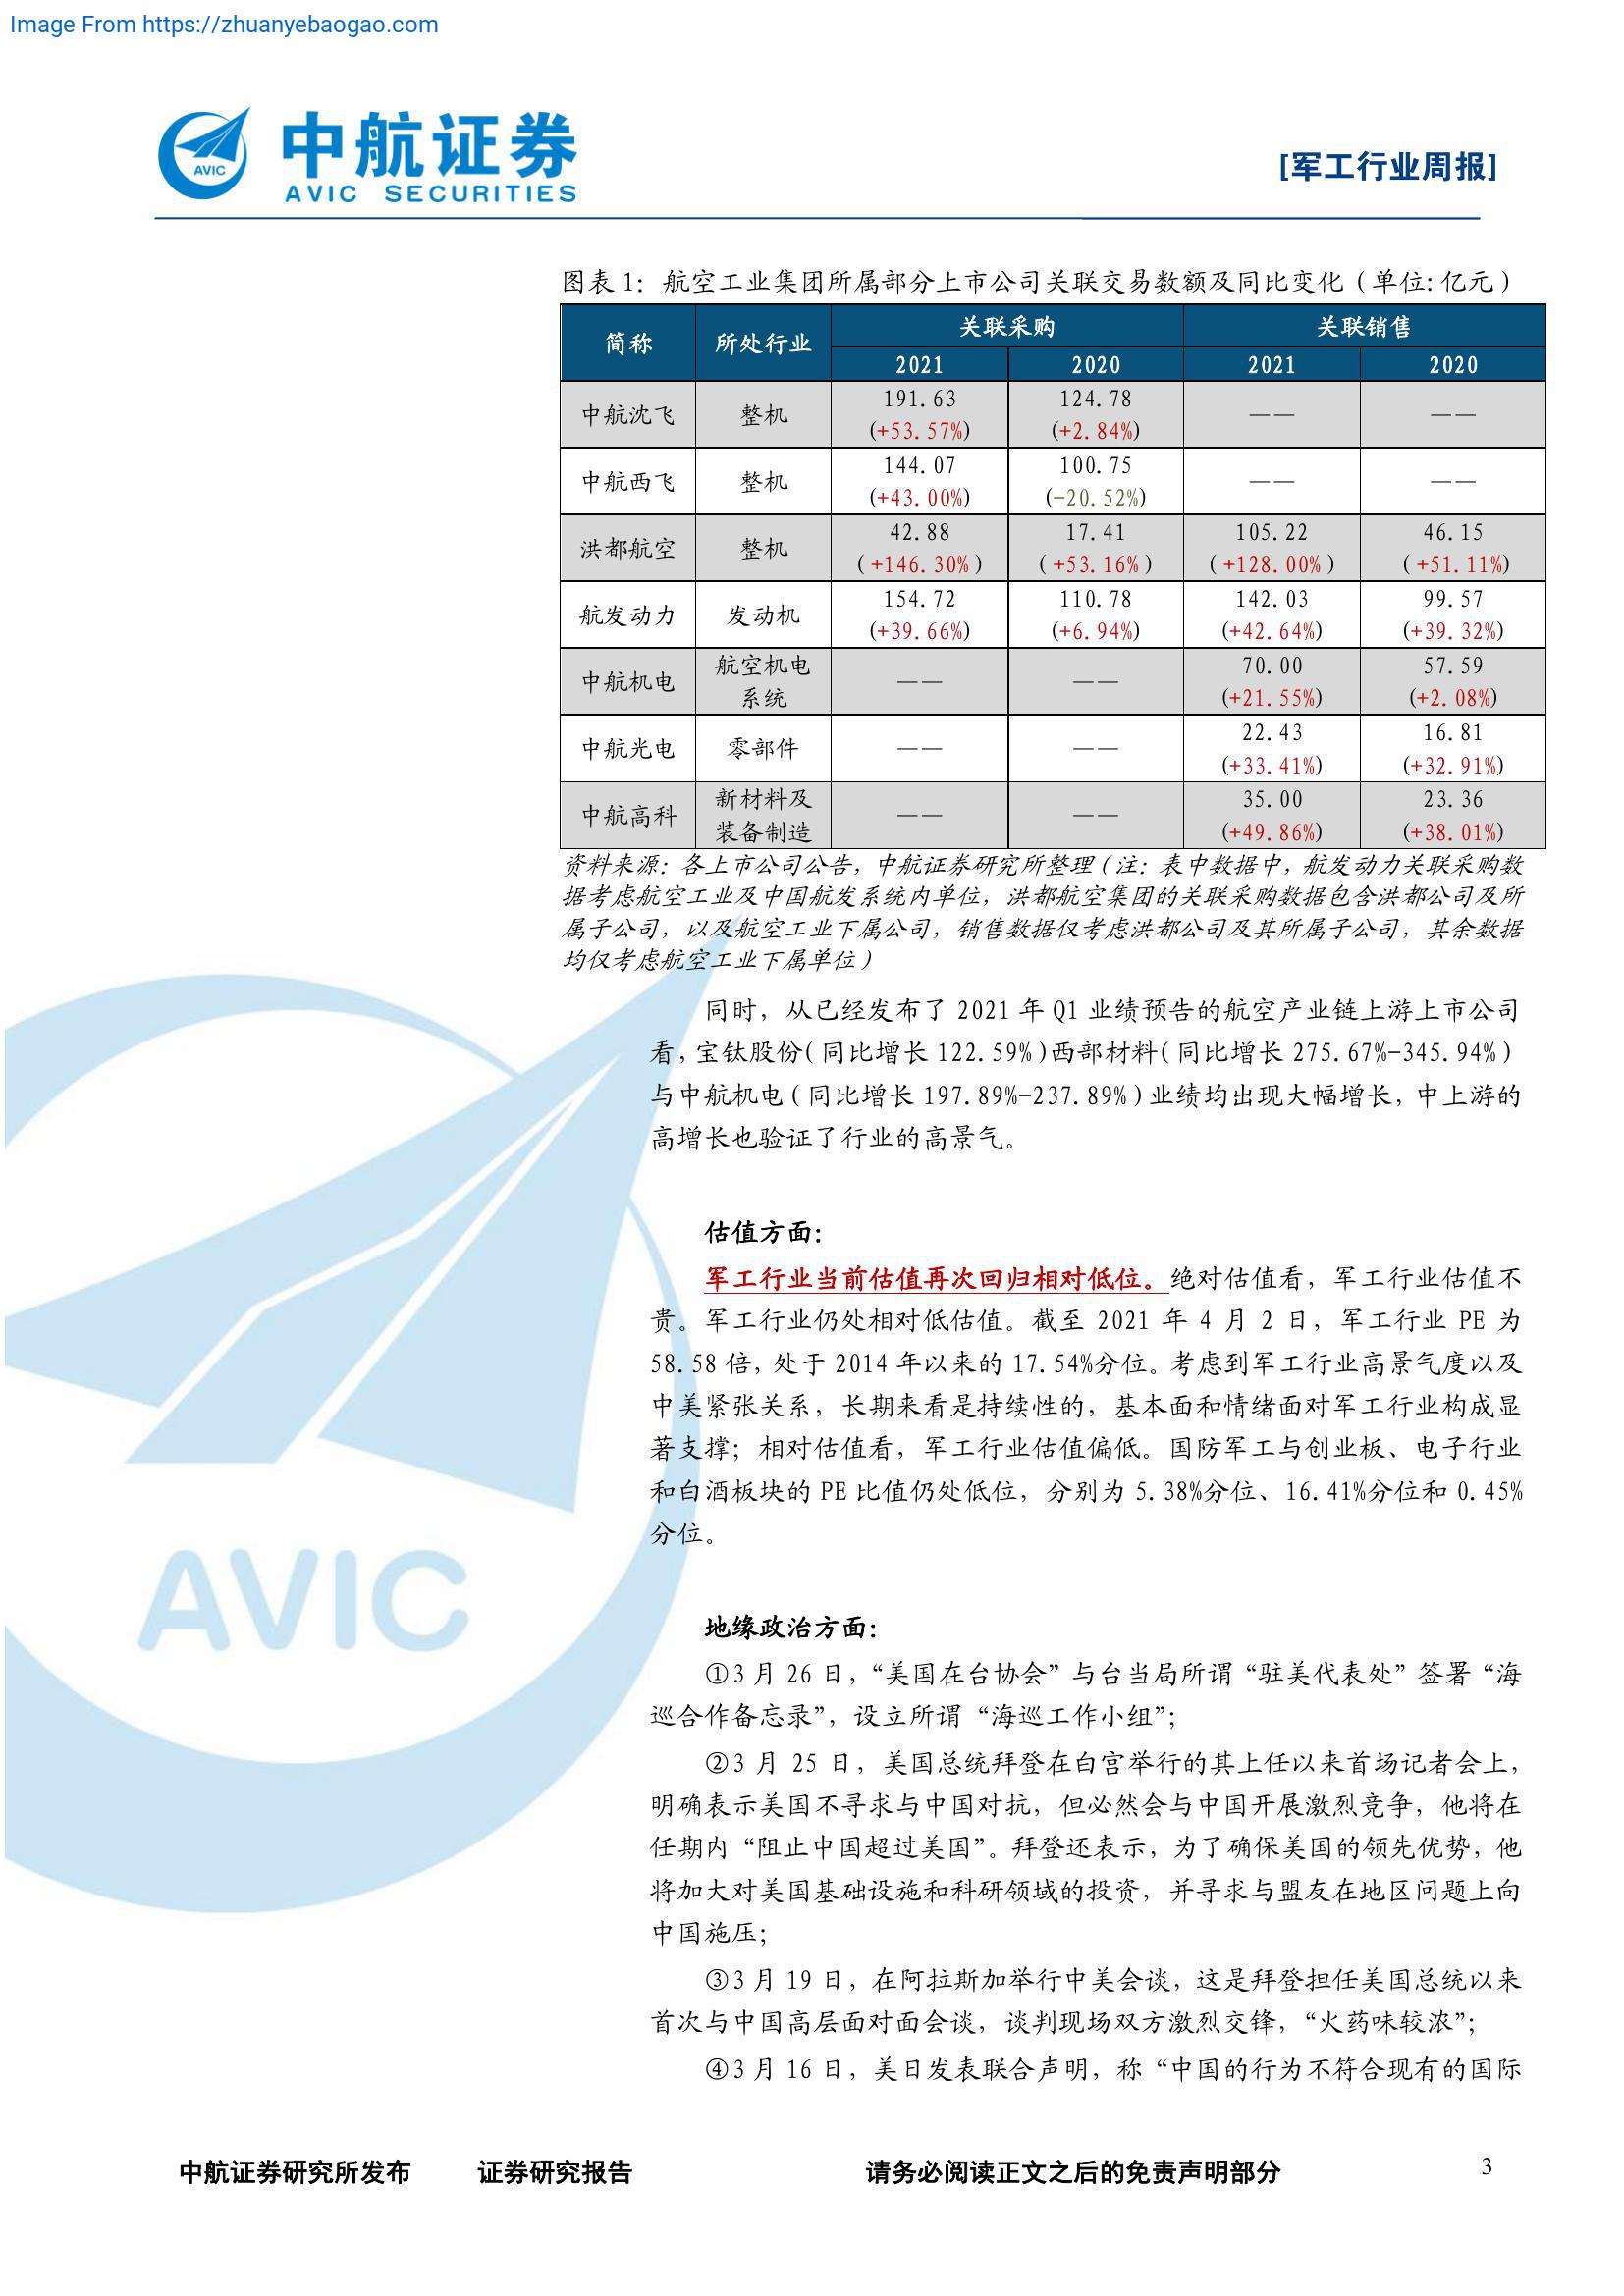 Image From https://zhuanyebaogao.com
中航证券
AVIC SECURITIES
AVIC
[军工行业周报]
图表 1：航空工业集团所属部分上市公司关联交易数额及同比变化（单位:亿元）
简称 所处行业 关联采购 关联销售
2021 2020 2021 2020
中航沈飞 整机 191.63 (+53.57%) 124.78 (+2.84%) —— ——
中航西飞 整机 144.07 (+43.00%) 100.75 (-20.52%) —— ——
洪都航空 整机 42.88 (+146.30%) 17.41 (+53.16%) 105.22 (+128.00%) 46.15 (+51.11%)
航发动力 发动机 154.72 (+39.66%) 110.78 (+6.94%) 142.03 (+42.64%) 99.57 (+39.32%)
中航机电 航空机电系统 —— —— 70.00 (+21.55%) 57.59 (+2.08%)
中航光电 零部件 —— —— 22.43 (+33.41%) 16.81 (+32.91%)
中航高科 新材料及装备制造 —— —— 35.00 (+49.86%) 23.36 (+38.01%)
资料来源：各上市公司公告，中航证券研究所整理（注：表中数据中，航发动力关联采购数
据考虑航空工业及中国航发系统内单位，洪都航空集团的关联采购数据包含洪都公司及所
属子公司，以及航空工业下属公司，销售数据仅考虑洪都公司及其所属子公司，其余数据
均仅考虑航空工业下属单位）
同时，从已经发布了 2021 年 Q1 业绩预告的航空产业链上游上市公司
看，宝钛股份（同比增长 122.59%）西部材料（同比增长 275.67%-345.94%）
与中航机电（同比增长 197.89%-237.89%）业绩均出现大幅增长，中上游的
高增长也验证了行业的高景气。
估值方面：
军工行业当前估值再次回归相对低位。绝对估值看，军工行业估值不
贵。军工行业仍处相对低估值。截至 2021 年 4 月 2 日，军工行业 PE 为
58.58 倍，处于 2014 年以来的 17.54%分位。考虑到军工行业高景气度以及
中美紧张关系，长期来看是持续性的，基本面和情绪面对军工行业构成显
著支撑；相对估值看，军工行业估值偏低。国防军工与创业板、电子行业
和白酒板块的 PE 比值仍处低位，分别为 5.38%分位、16.41%分位和 0.45%
分位。
地缘政治方面：
①3 月 26 日，“美国在台协会”与台当局所谓“驻美代表处”签署“海
巡合作备忘录”，设立所谓“海巡工作小组”；
②3 月 25 日，美国总统拜登在白宫举行的其上任以来首场记者会上，
明确表示美国不寻求与中国对抗，但必然会与中国开展激烈竞争，他将在
任期内“阻止中国超过美国”。拜登还表示，为了确保美国的领先优势，他
将加大对美国基础设施和科研领域的投资，并寻求与盟友在地区问题上向
中国施压；
③3 月 19 日，在阿拉斯加举行中美会谈，这是拜登担任美国总统以来
首次与中国高层面对面会谈，谈判现场双方激烈交锋，“火药味较浓”；
④3 月 16 日，美日发表联合声明，称“中国的行为不符合现有的国际
AVIC
中航证券研究所发布 证券研究报告 请务必阅读正文之后的免责声明部分 3